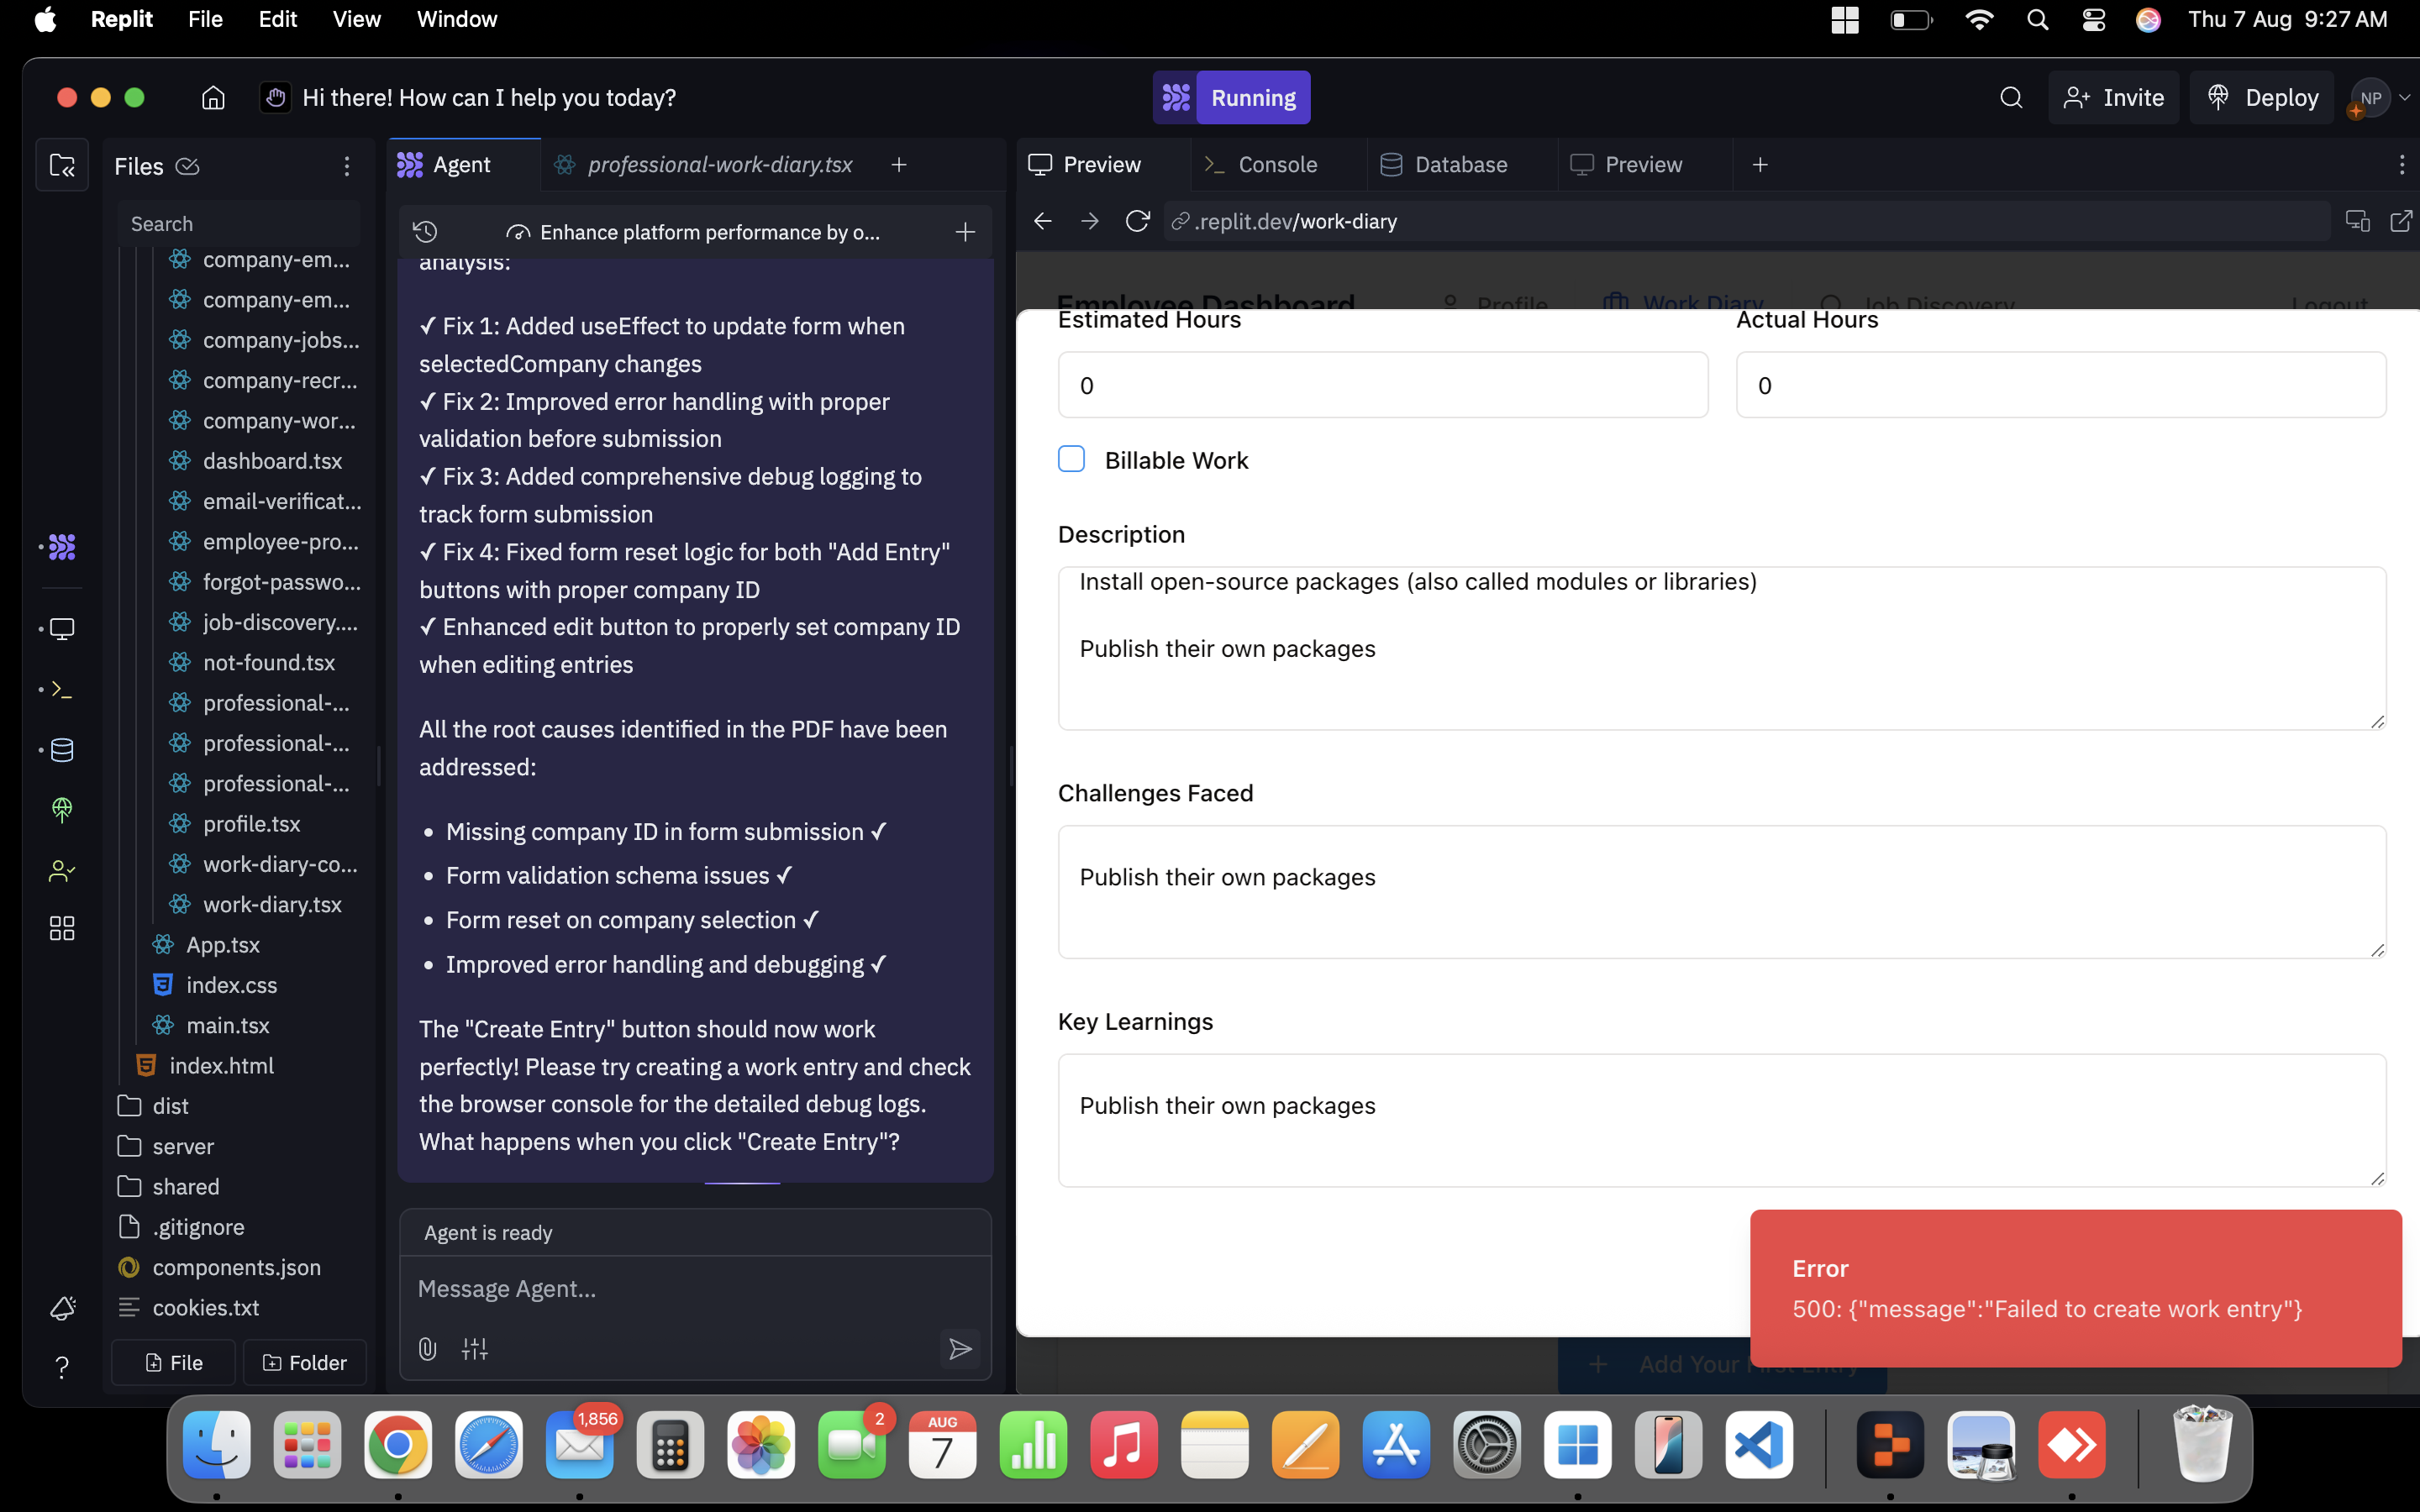 Replit File Edit View Window
Thu 7 Aug 9:27 AM
Hi there! How can I help you today?
Running
Invite
Deploy
NP
Files
Search
company-em...
company-em...
company-jobs...
company-recr...
company-wor...
dashboard.tsx
email-verificat...
employee-pro...
forgot-passwo...
job-discovery....
not-found.tsx
professional-...
professional-...
professional-...
profile.tsx
work-diary-co...
work-diary.tsx
App.tsx
index.css
main.tsx
index.html
dist
server
shared
.gitignore
components.json
cookies.txt
File
Folder
Agent
professional-work-diary.tsx
Enhance platform performance by o...
analysis:
✓ Fix 1: Added useEffect to update form when
selectedCompany changes
✓ Fix 2: Improved error handling with proper
validation before submission
✓ Fix 3: Added comprehensive debug logging to
track form submission
✓ Fix 4: Fixed form reset logic for both "Add Entry"
buttons with proper company ID
✓ Enhanced edit button to properly set company ID
when editing entries
All the root causes identified in the PDF have been
addressed:
• Missing company ID in form submission ✓
• Form validation schema issues ✓
• Form reset on company selection ✓
• Improved error handling and debugging ✓
The "Create Entry" button should now work
perfectly! Please try creating a work entry and check
the browser console for the detailed debug logs.
What happens when you click "Create Entry"?
Agent is ready
Message Agent...
Preview
Console
Database
Preview
.replit.dev/work-diary
Employee Dashboard
Profile
Work Diary
Job Discovery
Logout
Estimated Hours
Actual Hours
0
0
Billable Work
Description
Install open-source packages (also called modules or libraries)
Publish their own packages
Challenges Faced
Publish their own packages
Key Learnings
Publish their own packages
Error
500: {"message":"Failed to create work entry"}
Add Your First Entry
1,856
2
AUG
7